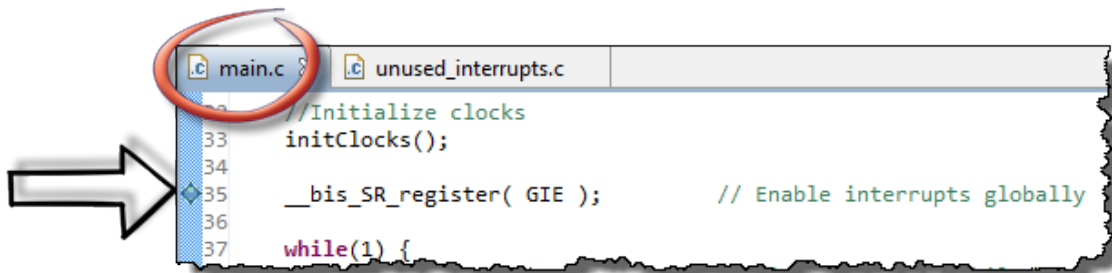 main.c unused_interrupts.c
//Initialize clocks
33 initClocks();
34
35 __bis_SR_register( GIE ); // Enable interrupts globally
36
37 while(1) {